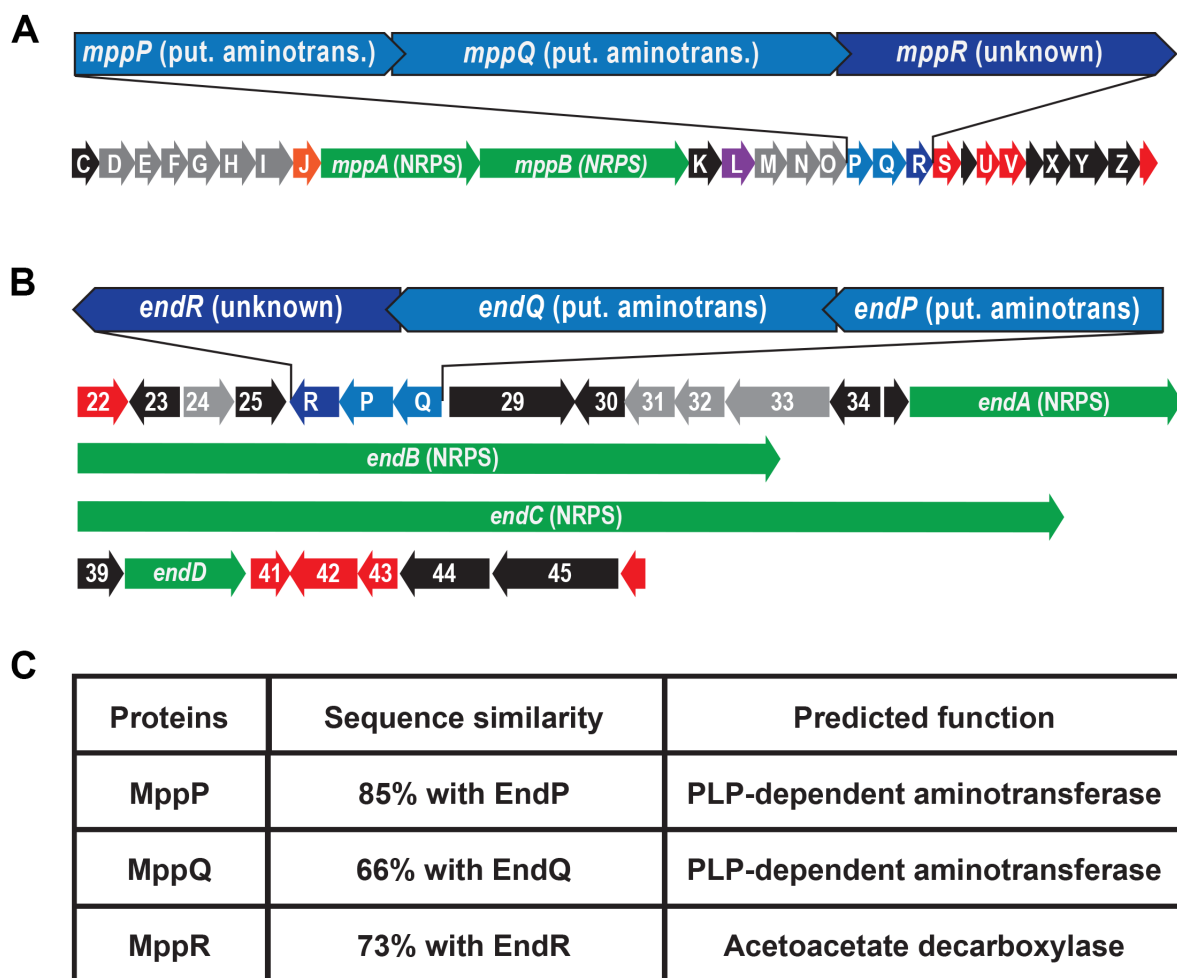 A
mppP (put. aminotrans.) mppQ (put. aminotrans.) mppR (unknown)
C D E F G H I J mppA (NRPS) mppB (NRPS) K L M N O P Q R S U V X Y Z
B
endR (unknown) endQ (put. aminotrans) endP (put. aminotrans)
22 23 24 25 R P Q 29 30 31 32 33 34 endA (NRPS)
endB (NRPS)
endC (NRPS)
39 endD 41 42 43 44 45
C
Proteins Sequence similarity Predicted function
MppP 85% with EndP PLP-dependent aminotransferase
MppQ 66% with EndQ PLP-dependent aminotransferase
MppR 73% with EndR Acetoacetate decarboxylase